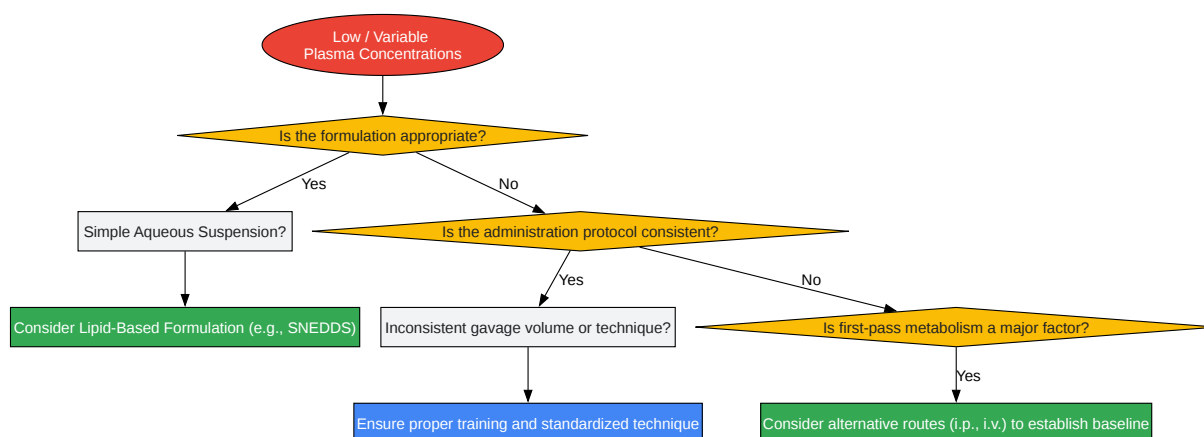 Low / Variable
Plasma Concentrations
Is the formulation appropriate?
Yes
No
Simple Aqueous Suspension?
Is the administration protocol consistent?
Yes
No
Consider Lipid-Based Formulation (e.g., SNEDDS)
Inconsistent gavage volume or technique?
Is first-pass metabolism a major factor?
Yes
Ensure proper training and standardized technique
Consider alternative routes (i.p., i.v.) to establish baseline